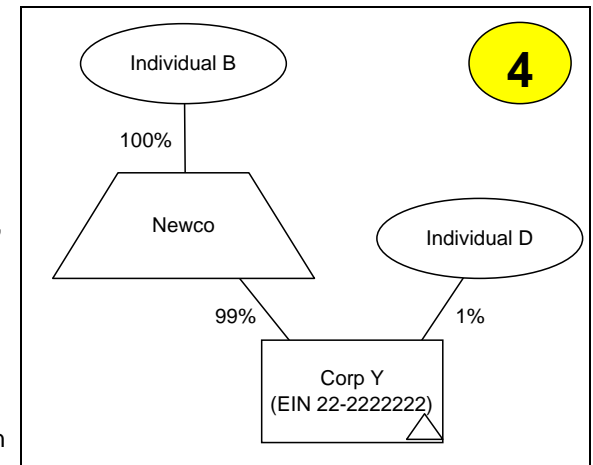 Individual B
4
100%
Newco
Individual D
99%
1%
Corp Y
(EIN 22-2222222)